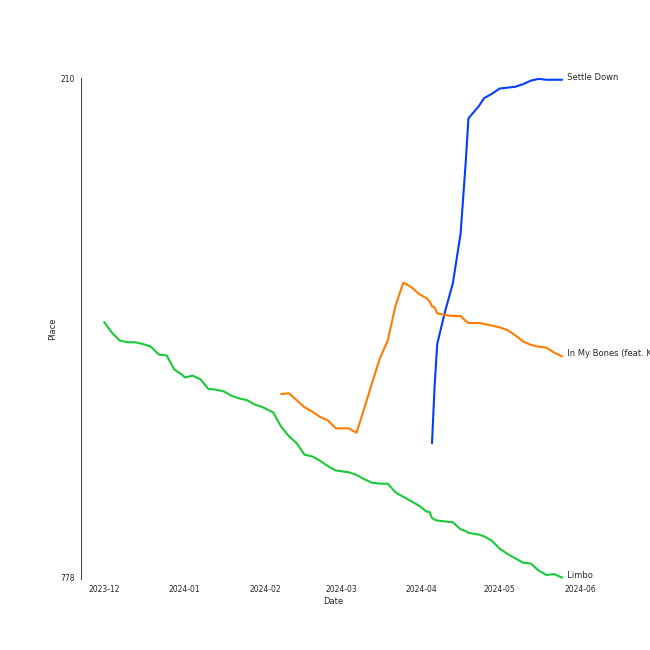 210
Settle Down
Place
In My Bones (feat. K
Limbo
778
2023-12 2024-01 2024-02 2024-03 2024-04 2024-05 2024-06
Date